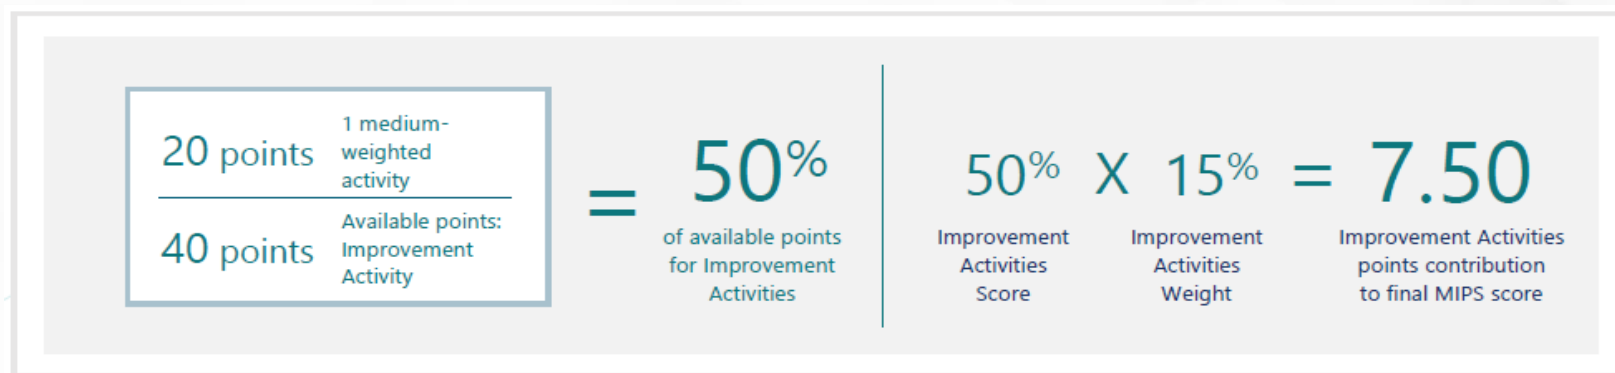 20 points
1 medium-
weighted
activity
40 points
Available points:
Improvement
Activity
=
50%
of available points
for Improvement
Activities
50% X 15% = 7.50
Improvement
Activities
Score
Improvement
Activities
Weight
Improvement Activities
points contribution
to final MIPS score